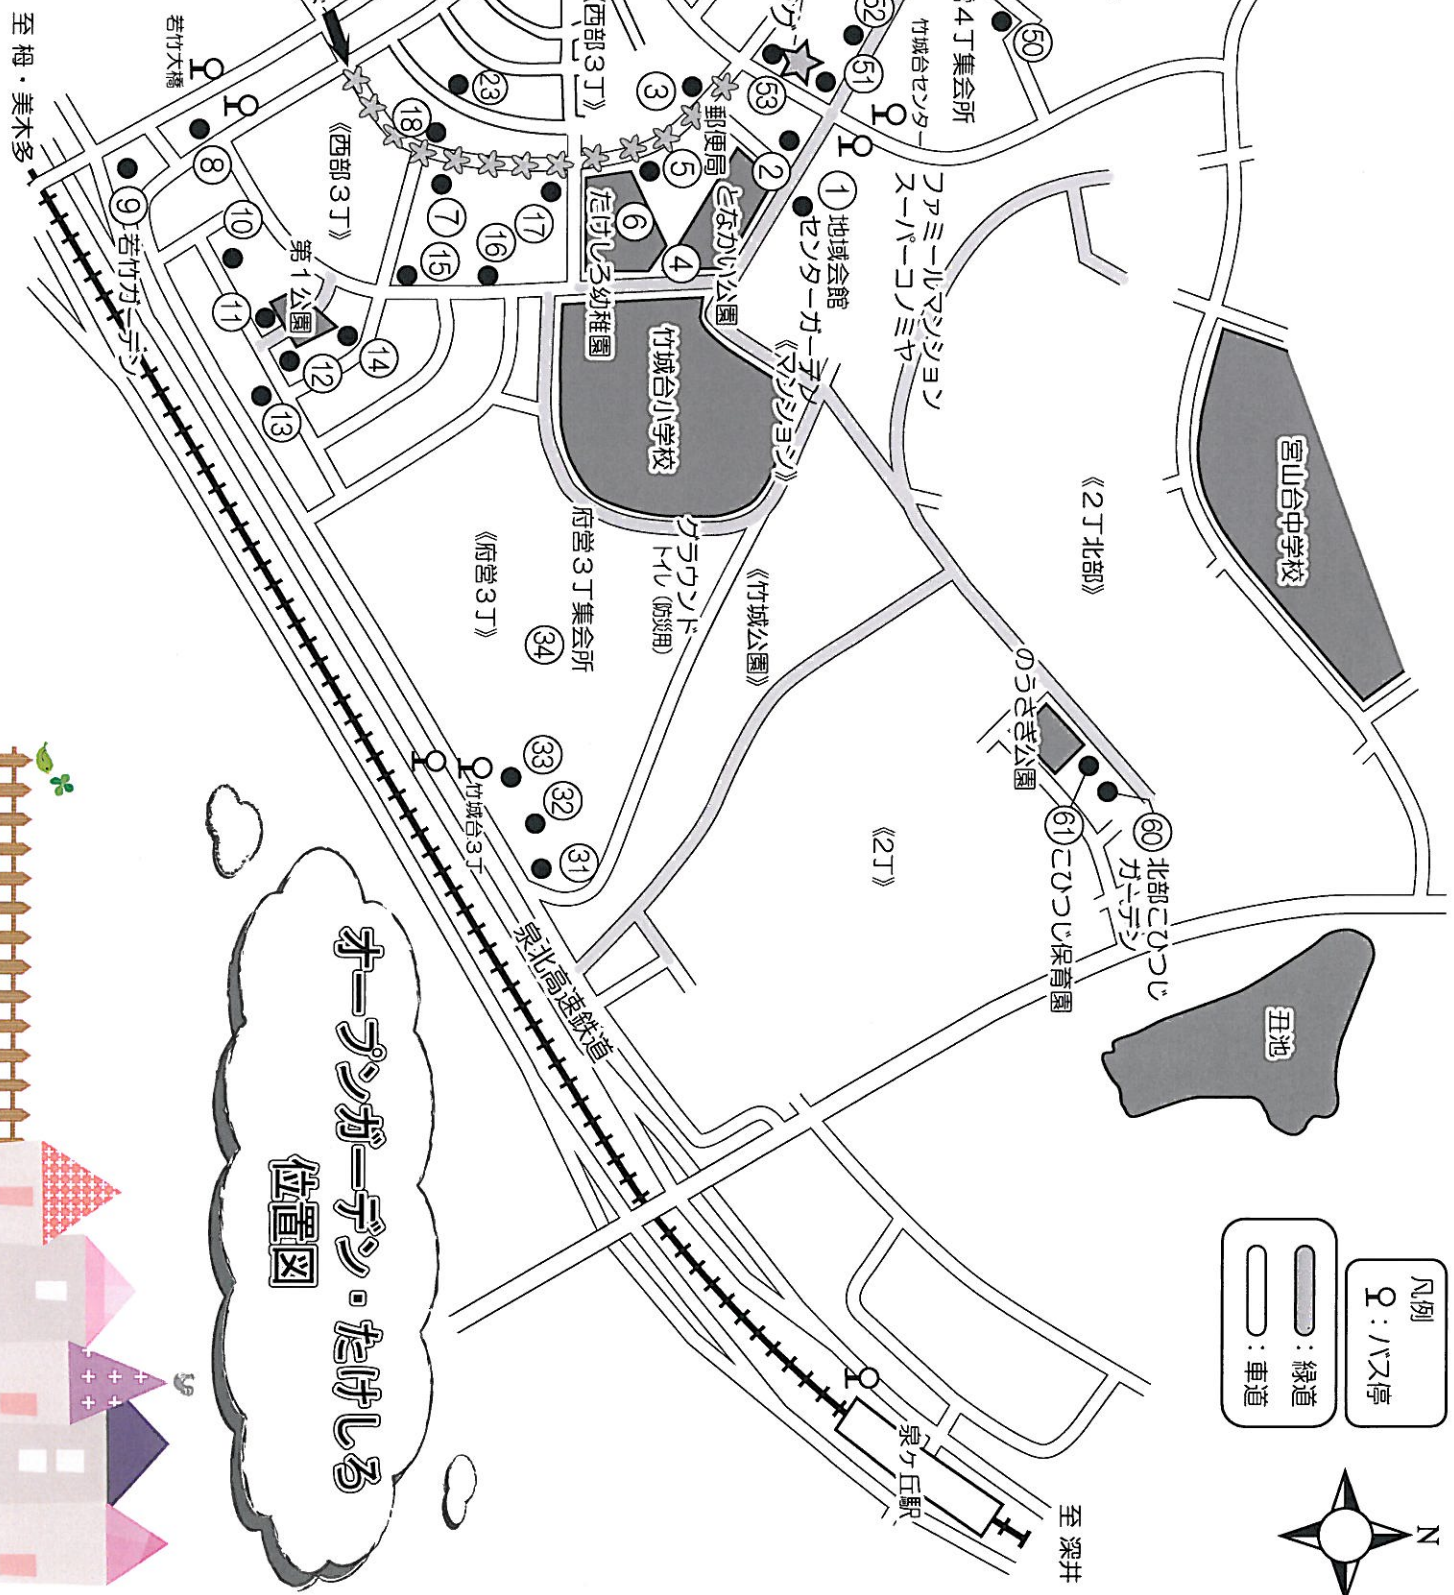 オープンガーデン・たけしろ
位置図
凡例
：バス停
：緑道
：車道
N
至 深井
泉ヶ丘駅
泉北高速鉄道
丑池
宮山台中学校
《2丁北部》
60 北部こひつじ
ガーデン
61 こひつじ保育園
のうさぎ公園
《2丁》
4丁集会所
50
竹城台センター
51
52
53
ファミールマンション
スーパーコノミヤ
1 地域会館
センターガーデン
《マンション》
2
となかい公園
郵便局
3
4
5
6
たけしろ幼稚園
竹城台小学校
グラウンド
トイレ（防災用）
《竹城公園》
府営3丁集会所
《府営3丁》
34
33
32
31
竹城台3丁
西部3丁》
23
18
17
16
7
15
《西部3丁》
第1公園
14
12
13
11
10
8
9 若竹ガーデン
若竹大橋
至 栂・美木多